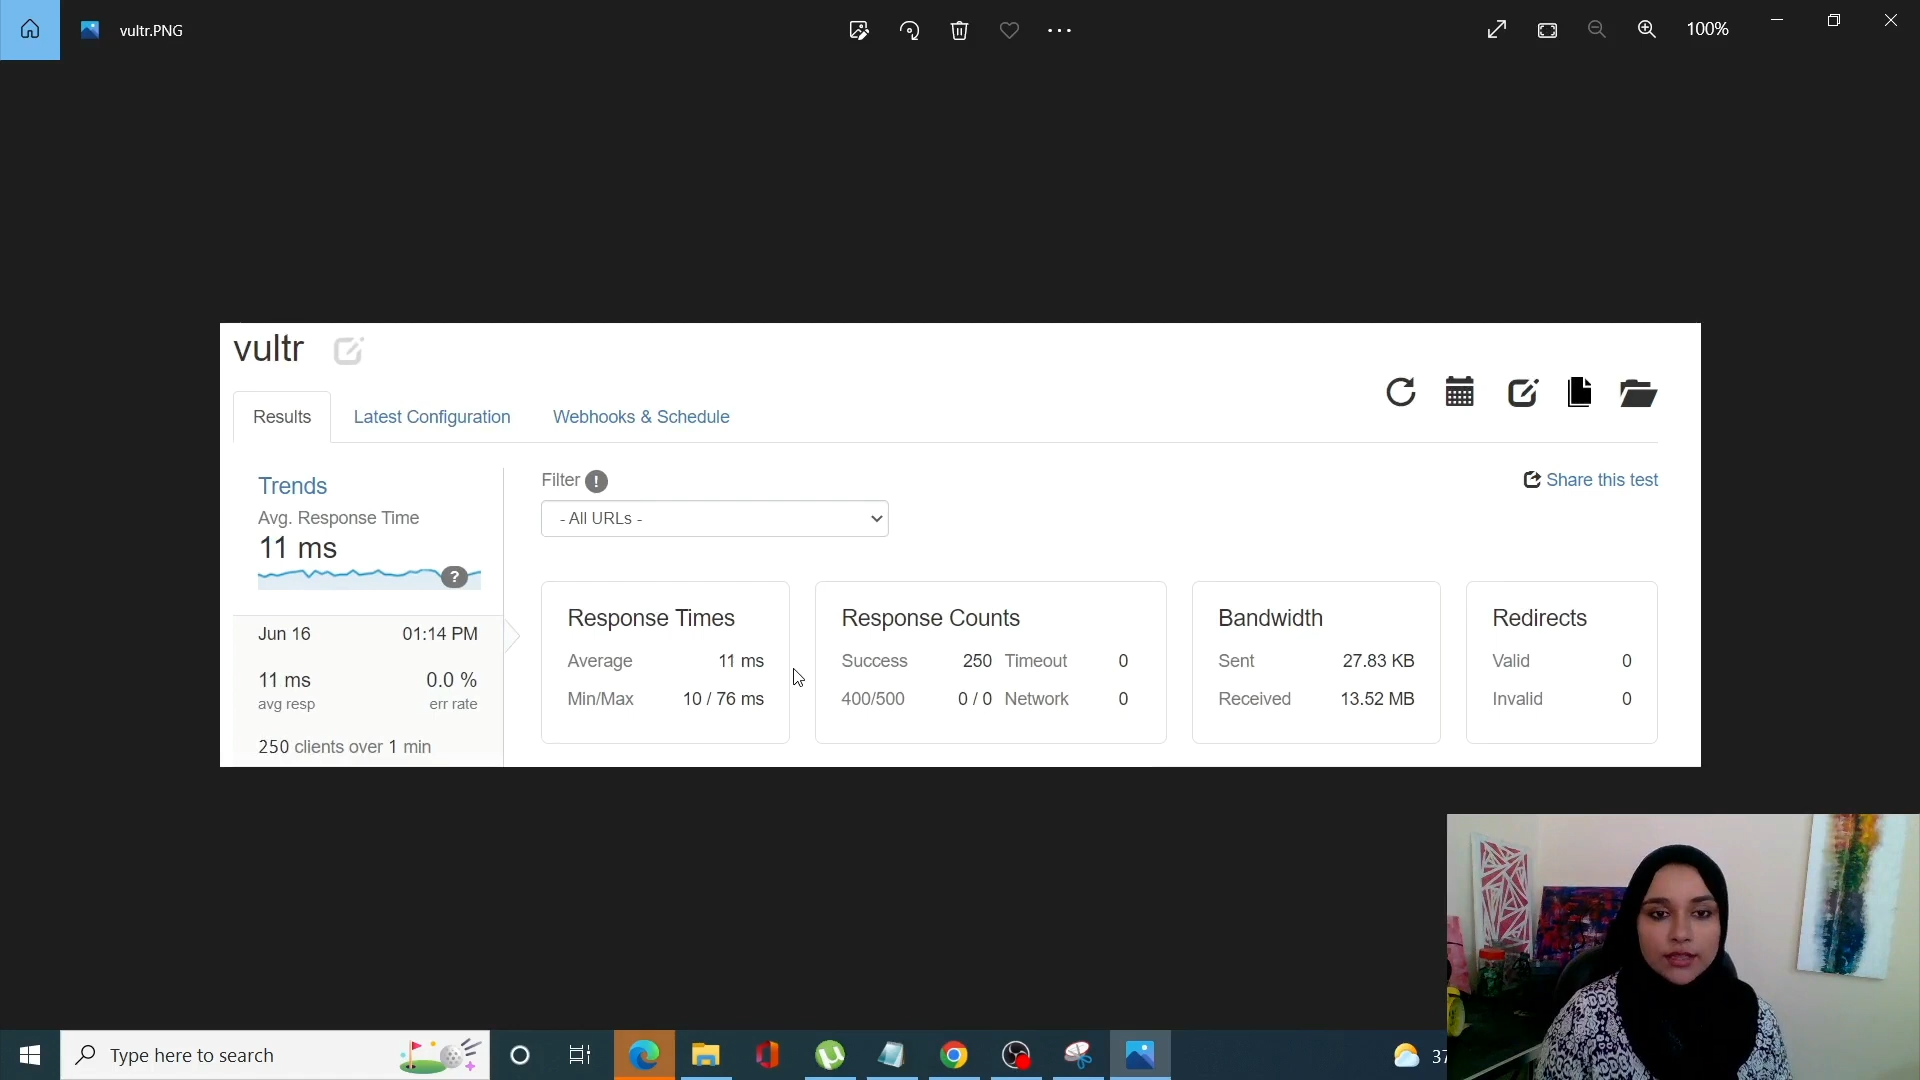 vultr.PNG
100%
vultr
Results Latest Configuration Webhooks & Schedule
Trends
Avg. Response Time
11 ms
?
Jun 16 01:14 PM
11 ms 0.0 %
avg resp err rate
250 clients over 1 min
Filter !
- All URLs -
Share this test
Response Times
Average 11 ms
Min/Max 10 / 76 ms
Response Counts
Success 250 Timeout 0
400/500 0 / 0 Network 0
Bandwidth
Sent 27.83 KB
Received 13.52 MB
Redirects
Valid 0
Invalid 0
Type here to search
37